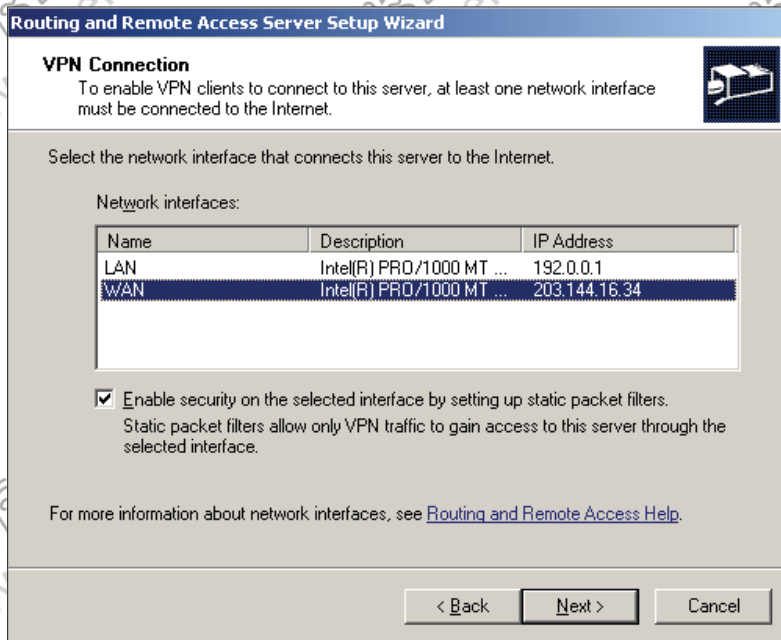 Routing and Remote Access Server Setup Wizard
VPN Connection
To enable VPN clients to connect to this server, at least one network interface
must be connected to the Internet.
Select the network interface that connects this server to the Internet.
Network interfaces:
Name Description IP Address
LAN Intel(R) PRO/1000 MT ... 192.0.0.1
WAN Intel(R) PRO/1000 MT ... 203.144.16.34
Enable security on the selected interface by setting up static packet filters.
Static packet filters allow only VPN traffic to gain access to this server through the
selected interface.
For more information about network interfaces, see Routing and Remote Access Help.
< Back Next > Cancel